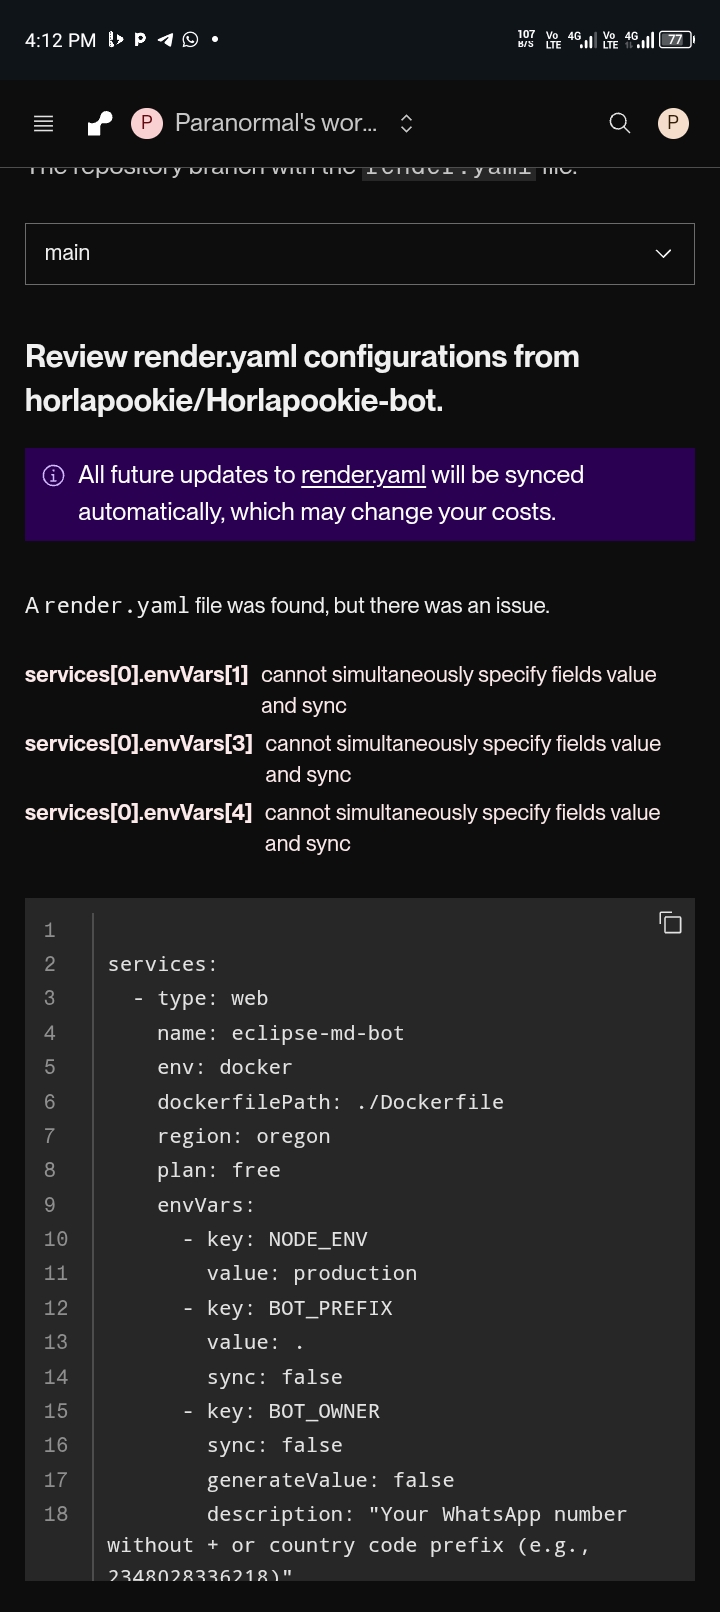 4:12 PM
107 B/S Vo LTE 4G Vo LTE 4G 77
P Paranormal's wor... P
The repository branch with the render.yaml file.
main
Review render.yaml configurations from
horlapookie/Horlapookie-bot.
All future updates to render.yaml will be synced
automatically, which may change your costs.
A render.yaml file was found, but there was an issue.
services[0].envVars[1] cannot simultaneously specify fields value
and sync
services[0].envVars[3] cannot simultaneously specify fields value
and sync
services[0].envVars[4] cannot simultaneously specify fields value
and sync
1
2 services:
3 - type: web
4 name: eclipse-md-bot
5 env: docker
6 dockerfilePath: ./Dockerfile
7 region: oregon
8 plan: free
9 envVars:
10 - key: NODE_ENV
11 value: production
12 - key: BOT_PREFIX
13 value: .
14 sync: false
15 - key: BOT_OWNER
16 sync: false
17 generateValue: false
18 description: "Your WhatsApp number
without + or country code prefix (e.g.,
2348028336218)"